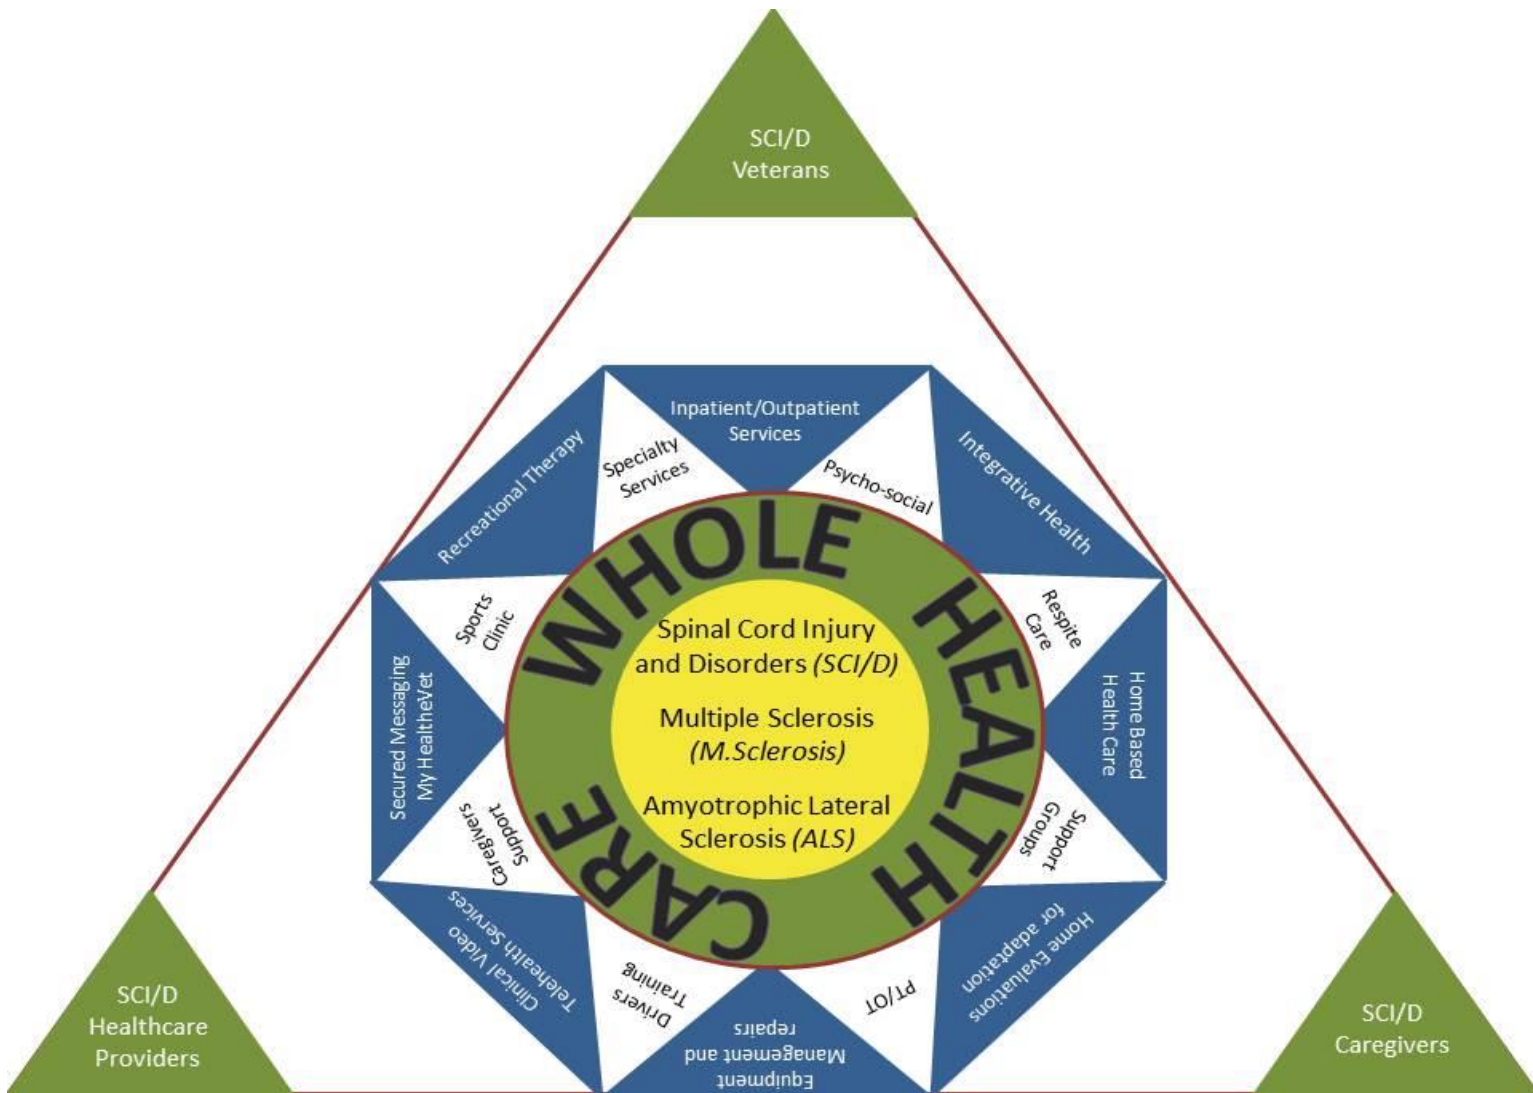 SCI/D
Veterans
Inpatient/Outpatient
Services
Psycho-social
Integrative Health
Respite
Care
Home Based
Health Care
Support
Groups
Home Evaluations
for adaptation
PT/OT
Equipment
Management and
repairs
Drivers
Training
Clinical Video
Telehealth Services
Caregivers
Support
Secured Messaging
My HealtheVet
Sports
Clinic
Recreational Therapy
Specialty
Services
WHOLE HEALTH CARE
Spinal Cord Injury
and Disorders (SCI/D)
Multiple Sclerosis
(M.Sclerosis)
Amyotrophic Lateral
Sclerosis (ALS)
SCI/D
Healthcare
Providers
SCI/D
Caregivers